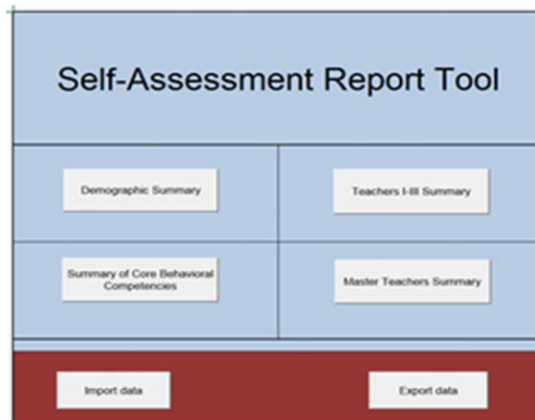 Self-Assessment Report Tool
Demographic Summary
Teachers I-III Summary
Summary of Core Behavioral
Competencies
Master Teachers Summary
Import data
Export data